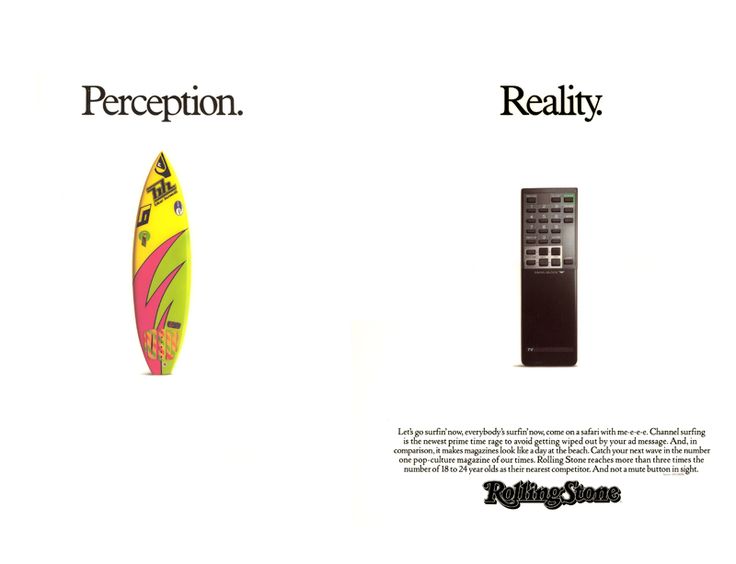 Perception.
Reality.
TV
Let's go surfin' now, everybody's surfin' now, come on a safari with me-e-e-e. Channel surfing
is the newest prime time rage to avoid getting wiped out by your ad message. And, in
comparison, it makes magazines look like a day at the beach. Catch your next wave in the number
one pop-culture magazine of our times. Rolling Stone reaches more than three times the
number of 18 to 24 year olds as their nearest competitor. And not a mute button in sight.
RollingStone